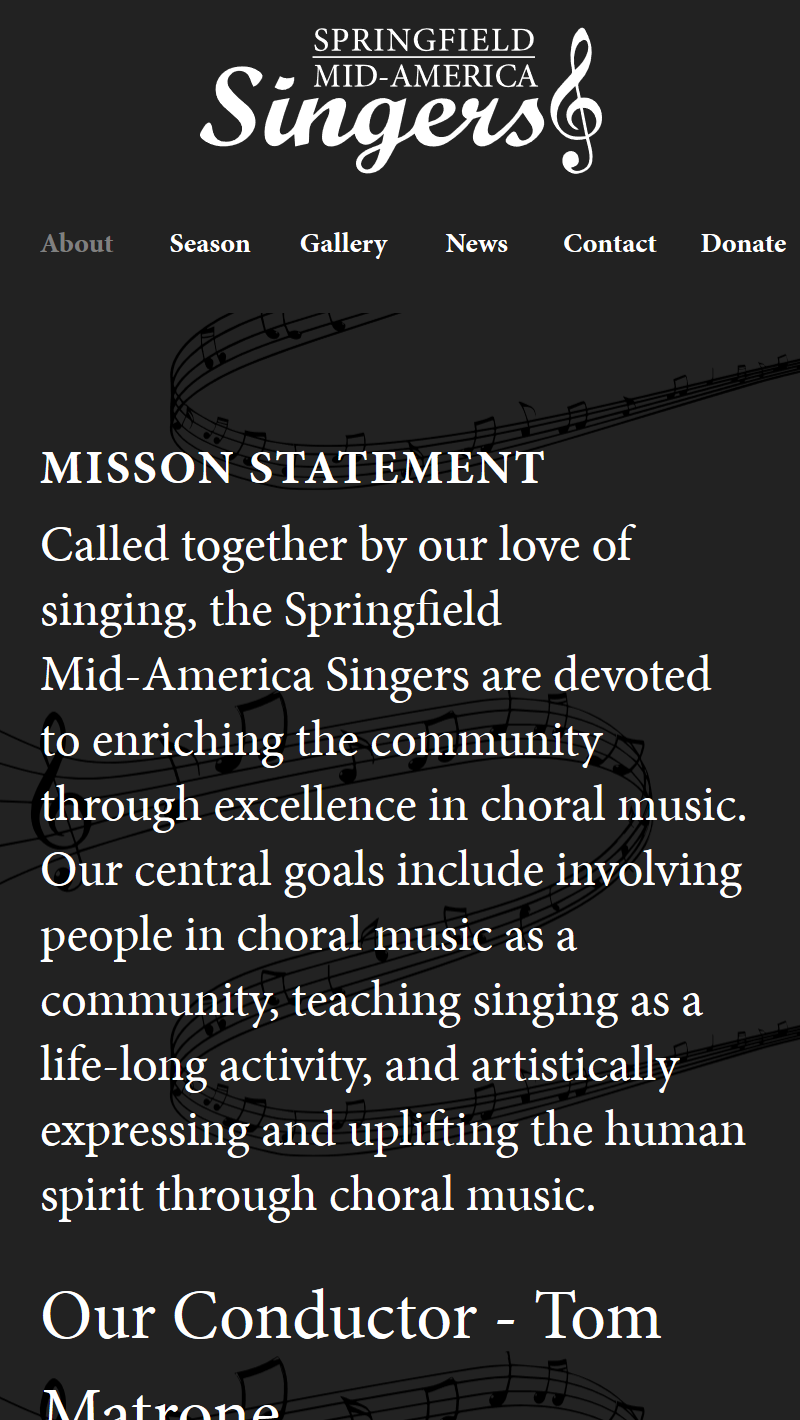 SPRINGFIELD
MID-AMERICA
Singers
About Season Gallery News Contact Donate
MISSON STATEMENT
Called together by our love of
singing, the Springfield
Mid-America Singers are devoted
to enriching the community
through excellence in choral music.
Our central goals include involving
people in choral music as a
community, teaching singing as a
life-long activity, and artistically
expressing and uplifting the human
spirit through choral music.
Our Conductor - Tom
Matrone